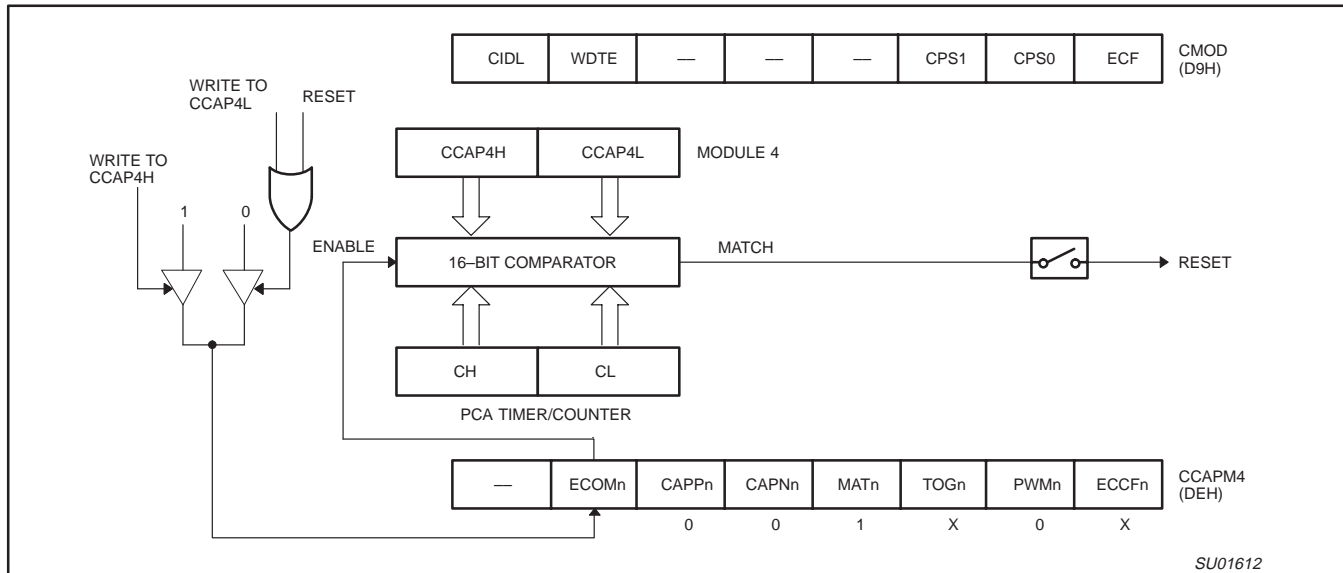 CIDL WDTE –– –– –– CPS1 CPS0 ECF
CMOD
(D9H)
WRITE TO
CCAP4L
RESET
WRITE TO
CCAP4H
CCAP4H CCAP4L MODULE 4
1 0
ENABLE
16–BIT COMPARATOR
MATCH
RESET
CH CL
PCA TIMER/COUNTER
–– ECOMn CAPPn CAPNn MATn TOGn PWMn ECCFn
CCAPM4
(DEH)
0 0 1 X 0 X
SU01612